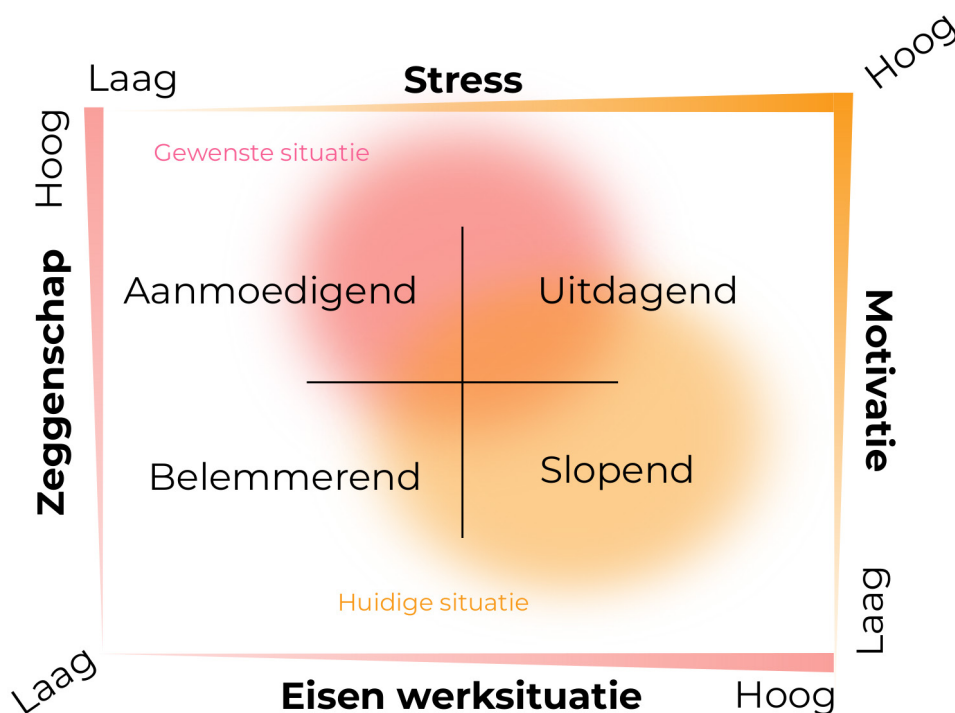 Hoog
Laag
Stress
Hoog
Gewenste situatie
Aanmoedigend
Uitdagend
Zeggenschap
Motivatie
Belemmerend
Slopend
Huidige situatie
Laag
Laag
Eisen werksituatie
Hoog